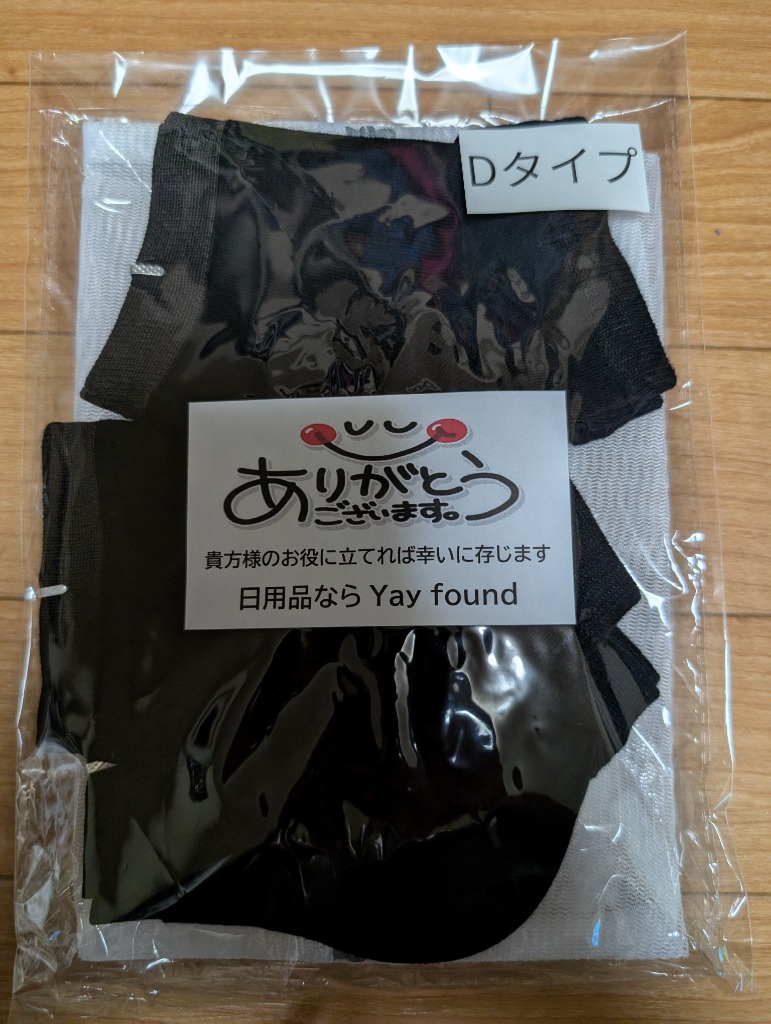 Dタイプ
ありがとう
ございます。
貴方様のお役に立てれば幸いに存じます
日用品なら Yay found